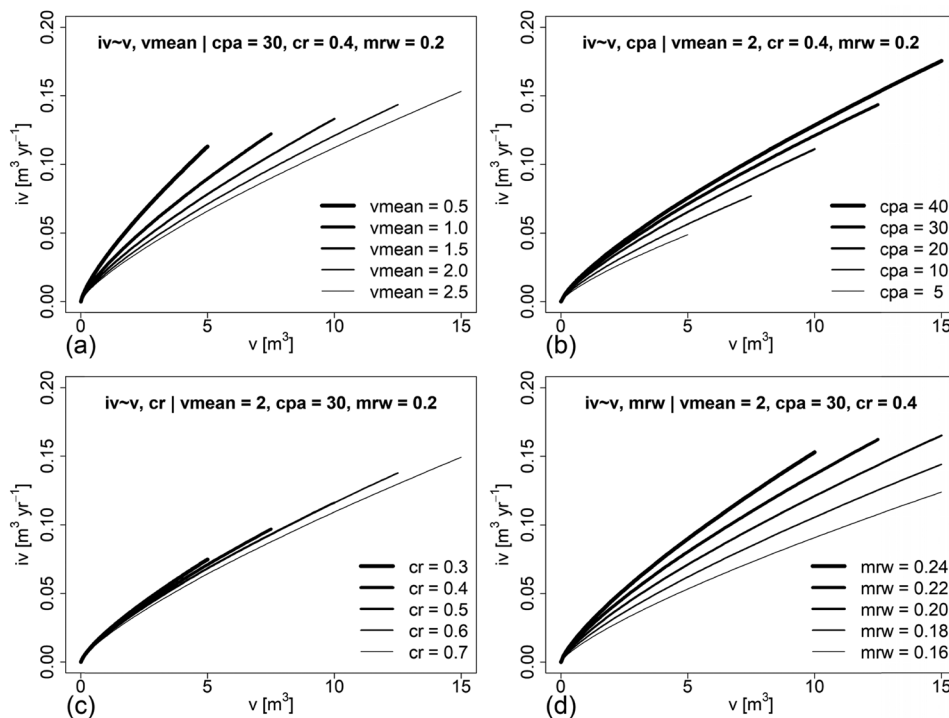 iv~v, vmean | cpa = 30, cr = 0.4, mrw = 0.2
iv [m³ yr⁻¹]
0.20
0.15
0.10
0.05
0.00
vmean = 0.5
vmean = 1.0
vmean = 1.5
vmean = 2.0
vmean = 2.5
0 5 10 15
(a) v [m³]
iv~v, cpa | vmean = 2, cr = 0.4, mrw = 0.2
iv [m³ yr⁻¹]
0.20
0.15
0.10
0.05
0.00
cpa = 40
cpa = 30
cpa = 20
cpa = 10
cpa = 5
0 5 10 15
(b) v [m³]
iv~v, cr | vmean = 2, cpa = 30, mrw = 0.2
iv [m³ yr⁻¹]
0.20
0.15
0.10
0.05
0.00
cr = 0.3
cr = 0.4
cr = 0.5
cr = 0.6
cr = 0.7
0 5 10 15
(c) v [m³]
iv~v, mrw | vmean = 2, cpa = 30, cr = 0.4
iv [m³ yr⁻¹]
0.20
0.15
0.10
0.05
0.00
mrw = 0.24
mrw = 0.22
mrw = 0.20
mrw = 0.18
mrw = 0.16
0 5 10 15
(d) v [m³]